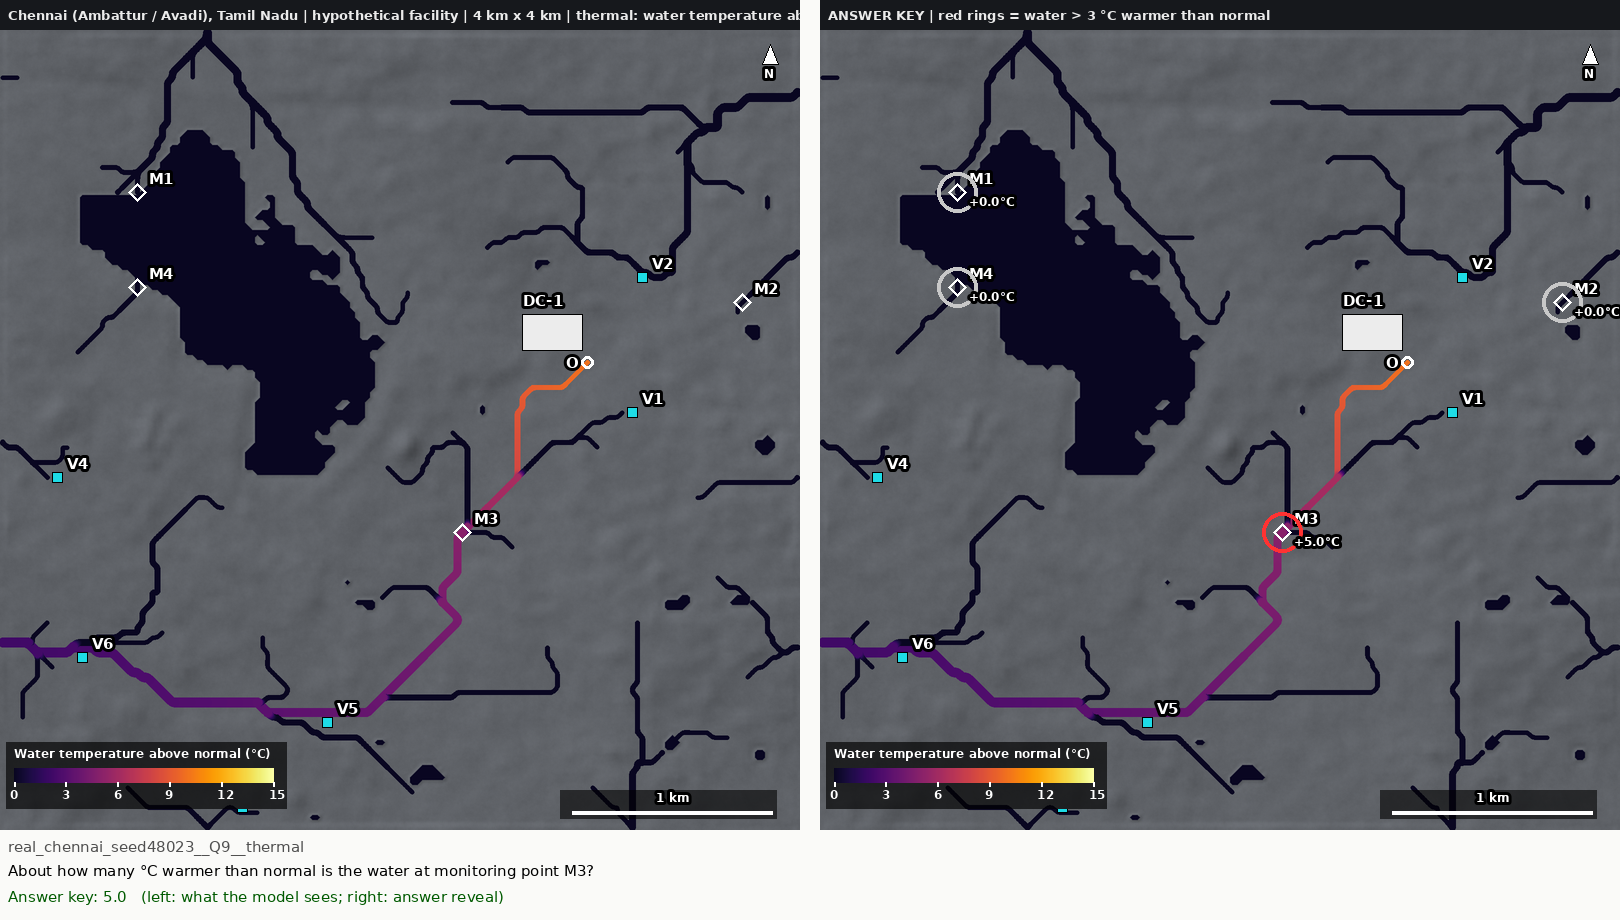 Chennai (Ambattur / Avadi), Tamil Nadu | hypothetical facility | 4 km x 4 km | thermal: water temperature ab
N
M1
M4
V2
M2
DC-1
O
V1
V4
M3
V6
V5
Water temperature above normal (°C)
0 3 6 9 12 15
1 km
ANSWER KEY | red rings = water > 3 °C warmer than normal
N
M1
+0.0°C
M4
+0.0°C
V2
M2
+0.0°C
DC-1
O
V1
V4
M3
+5.0°C
V6
V5
Water temperature above normal (°C)
0 3 6 9 12 15
1 km
real_chennai_seed48023__Q9__thermal
About how many °C warmer than normal is the water at monitoring point M3?
Answer key: 5.0 (left: what the model sees; right: answer reveal)